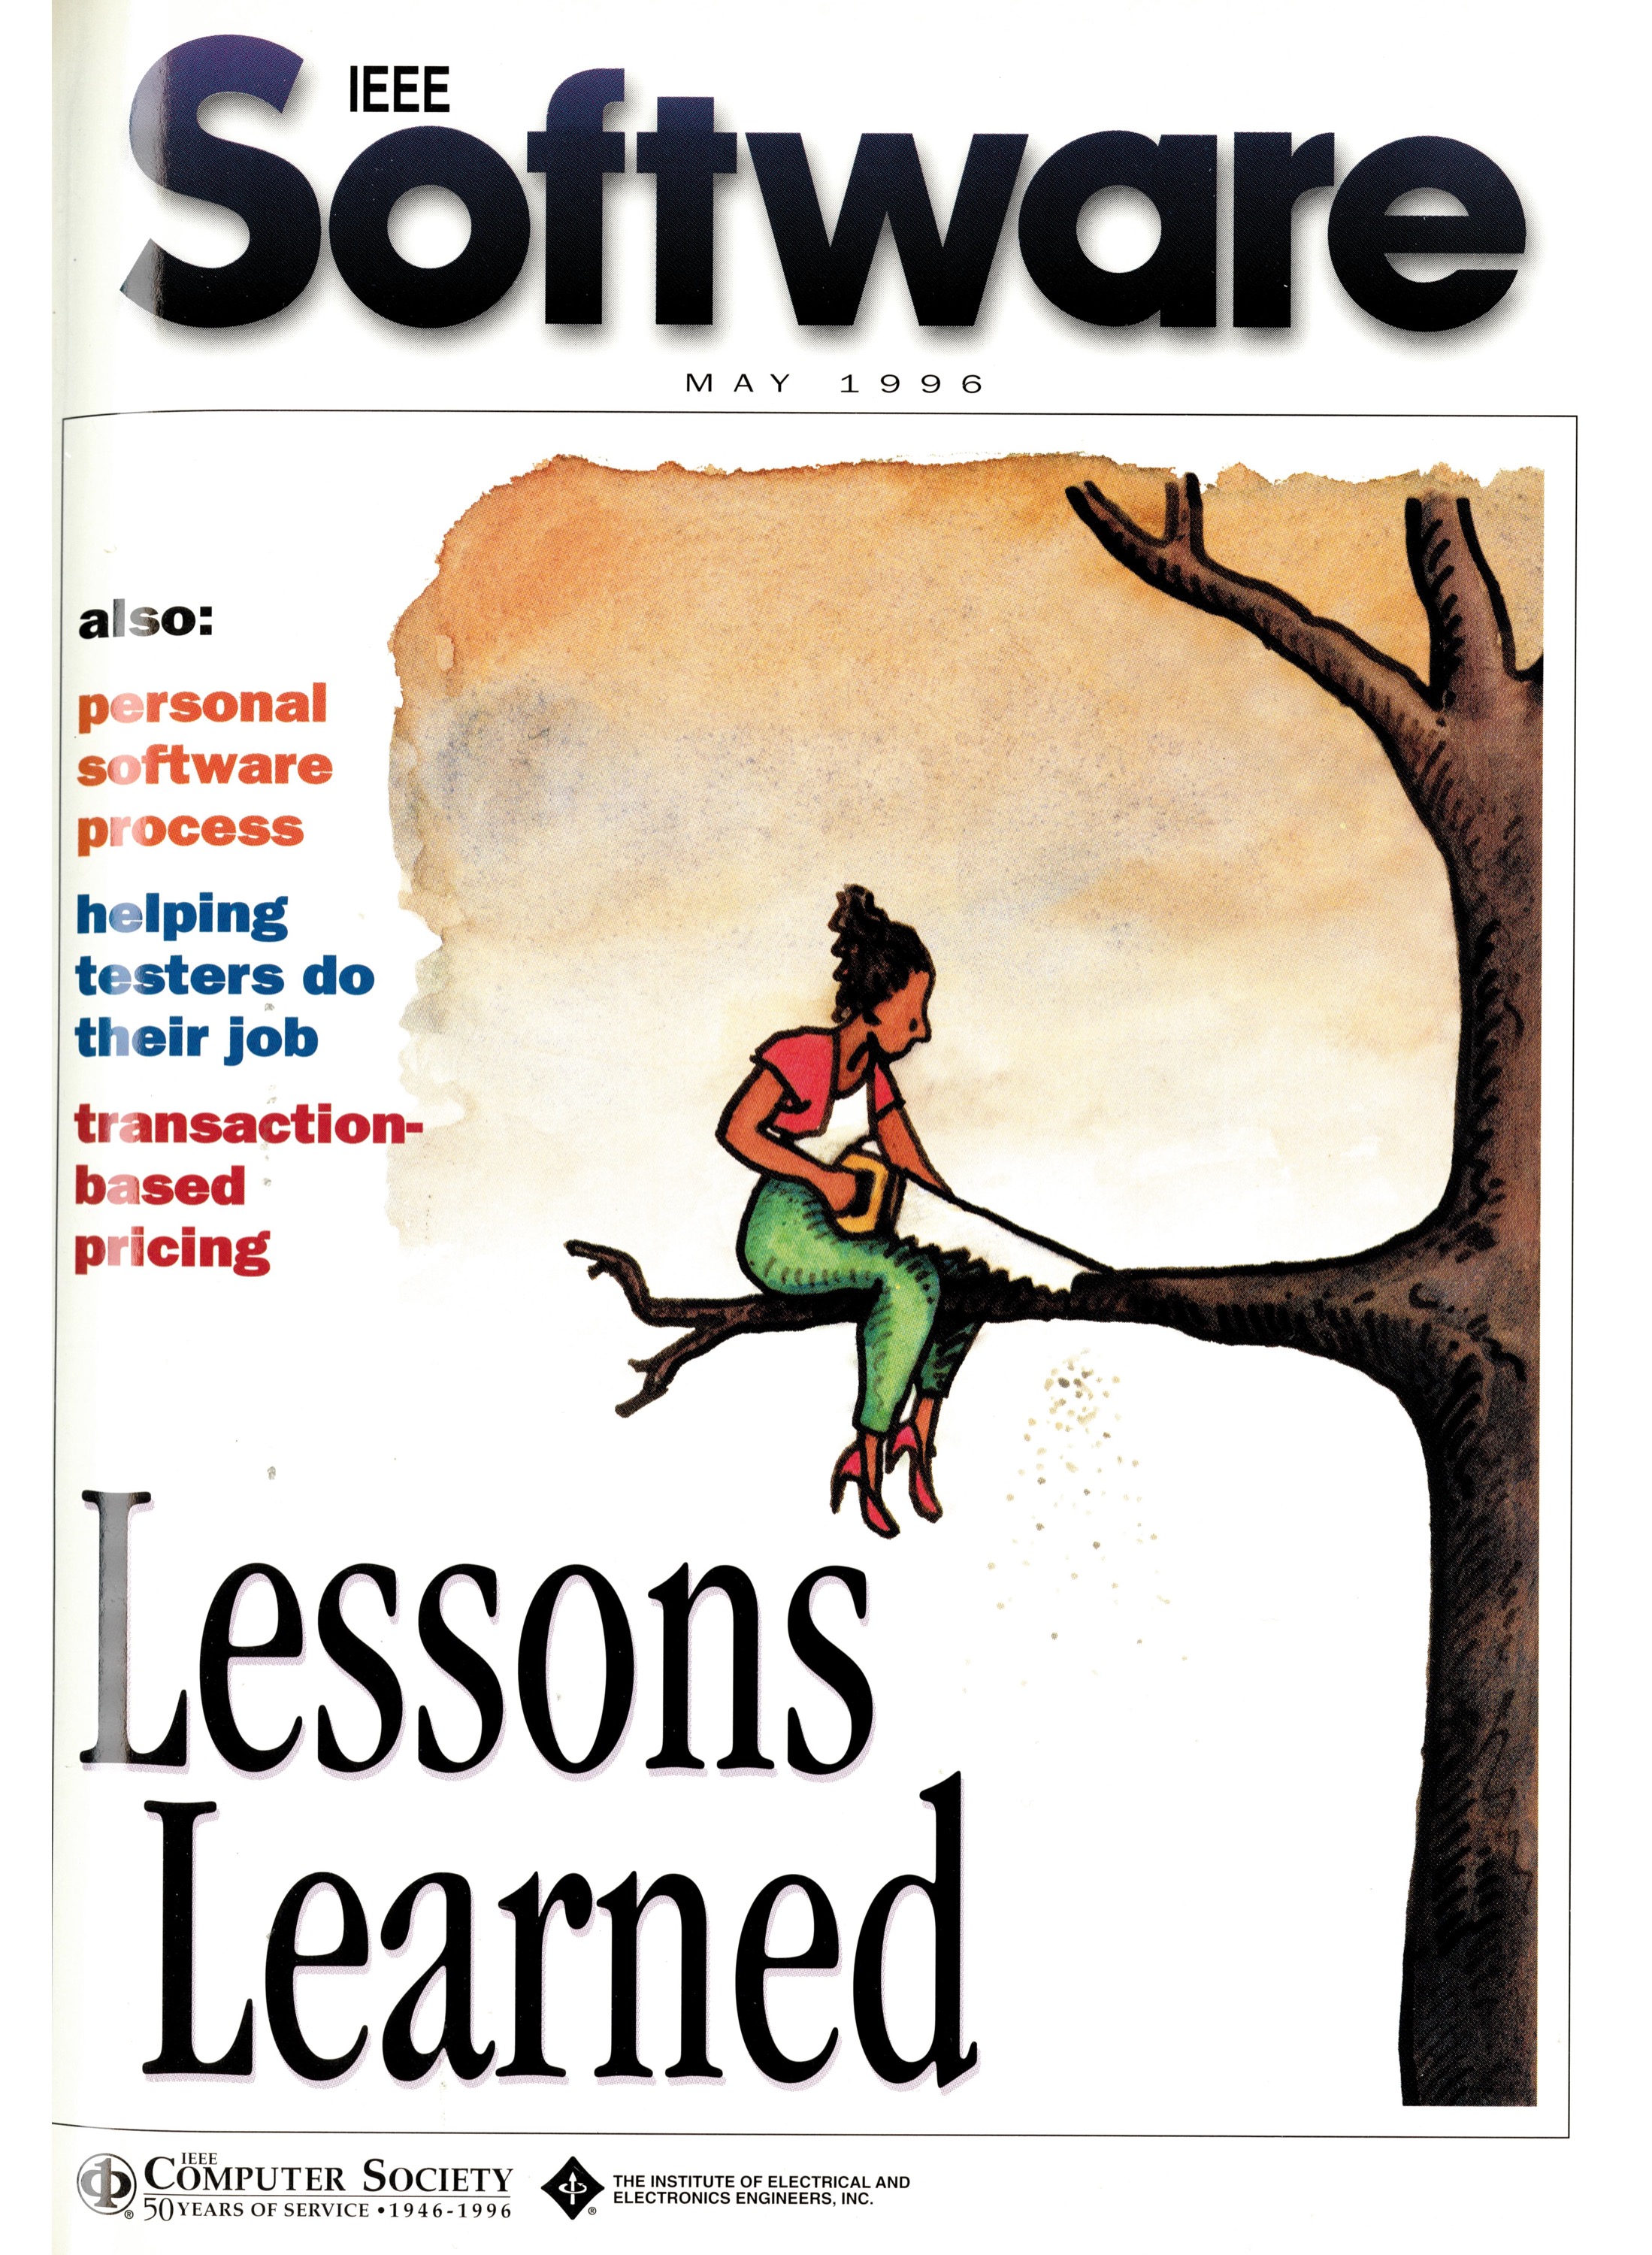 IEEE
Software
MAY 1996
also:
personal
software
process
helping
testers do
their job
transaction-
based
pricing
Lessons
Learned
IEEE
COMPUTER SOCIETY
50 YEARS OF SERVICE • 1946-1996
THE INSTITUTE OF ELECTRICAL AND
ELECTRONICS ENGINEERS, INC.